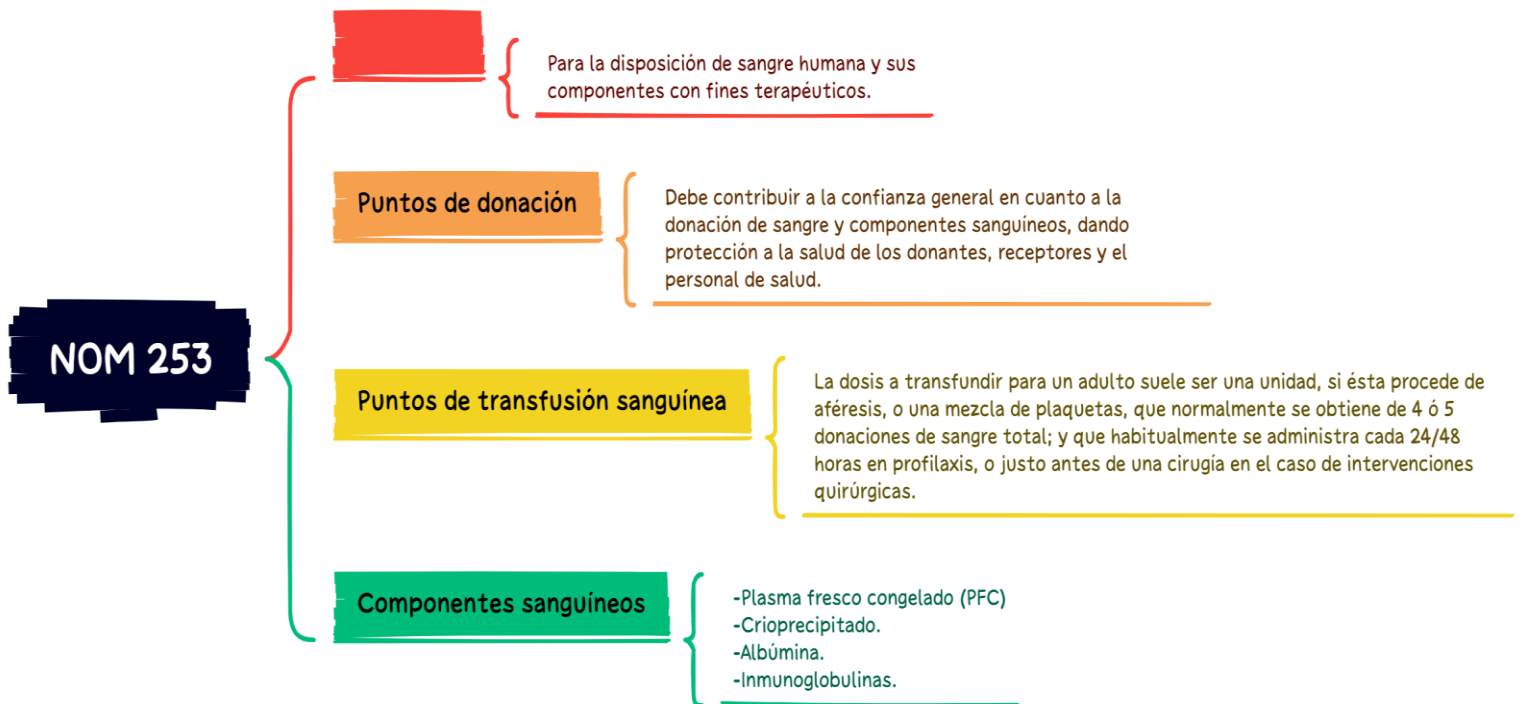 Para la disposición de sangre humana y sus
componentes con fines terapéuticos.
Puntos de donación
Debe contribuir a la confianza general en cuanto a la
donación de sangre y componentes sanguíneos, dando
protección a la salud de los donantes, receptores y el
personal de salud.
NOM 253
Puntos de transfusión sanguínea
La dosis a transfundir para un adulto suele ser una unidad, si ésta procede de
aféresis, o una mezcla de plaquetas, que normalmente se obtiene de 4 ó 5
donaciones de sangre total; y que habitualmente se administra cada 24/48
horas en profilaxis, o justo antes de una cirugía en el caso de intervenciones
quirúrgicas.
Componentes sanguíneos
-Plasma fresco congelado (PFC)
-Crioprecipitado.
-Albúmina.
-Inmunoglobulinas.